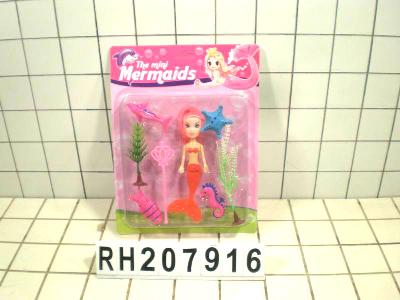 The mini
Mermaids
RH207916